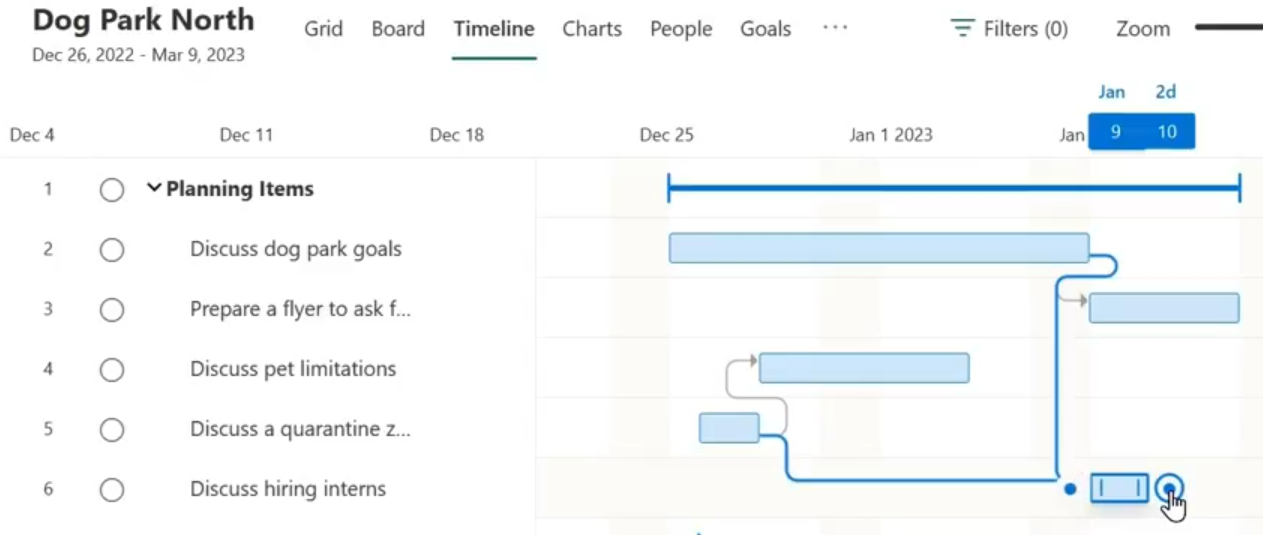 Dog Park North
Dec 26, 2022 - Mar 9, 2023
Grid Board Timeline Charts People Goals ···
Filters (0) Zoom
Jan 2d
Dec 4 Dec 11 Dec 18 Dec 25 Jan 1 2023 Jan 9 10
1 Planning Items
2 Discuss dog park goals
3 Prepare a flyer to ask f...
4 Discuss pet limitations
5 Discuss a quarantine z...
6 Discuss hiring interns